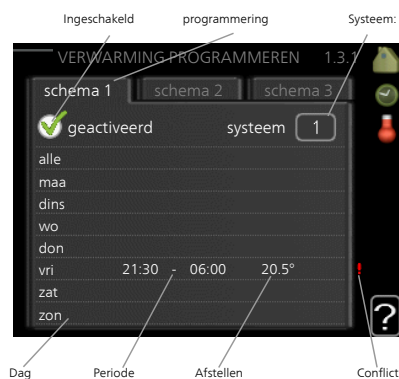 Ingeschakeld programmering Systeem:
VERWARMING PROGRAMMEREN 1.3.1
schema 1 schema 2 schema 3
geactiveerd systeem 1
alle
maa
dins
wo
don
vri 21:30 - 06:00 20.5° !
zat
zon ?
Dag Periode Afstellen Conflict